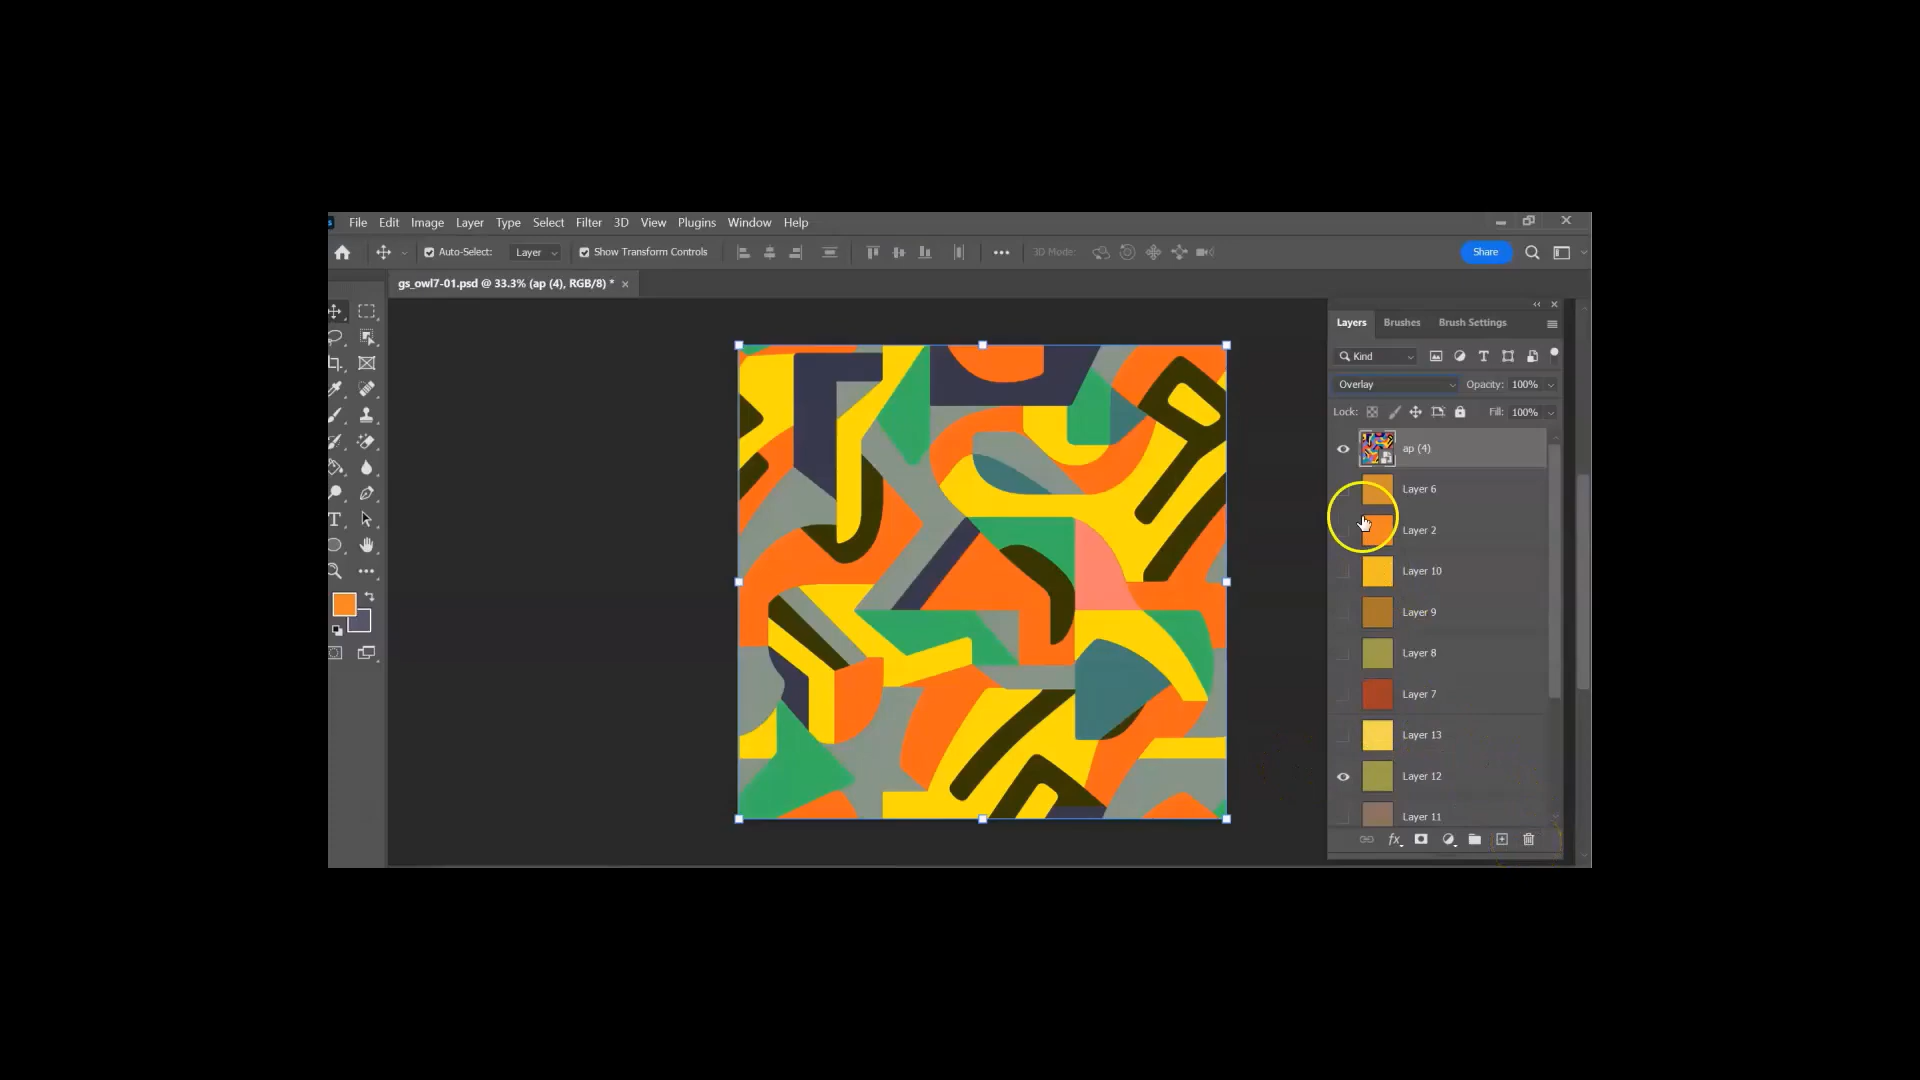 File Edit Image Layer Type Select Filter 3D View Plugins Window Help
Auto-Select: Layer Show Transform Controls 3D Mode: Share
gs_owl7-01.psd @ 33.3% (ap (4), RGB/8) *
Layers Brushes Brush Settings
Kind
Overlay Opacity: 100%
Lock: Fill: 100%
ap (4)
Layer 6
Layer 2
Layer 10
Layer 9
Layer 8
Layer 7
Layer 13
Layer 12
Layer 11
fx